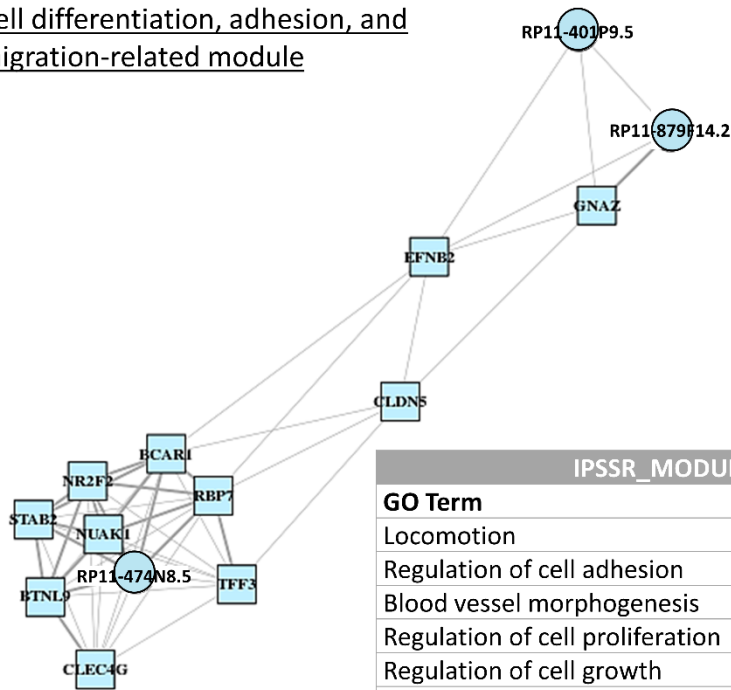 ell differentiation, adhesion, and
igration-related module
RP11-401P9.5
RP11-879F14.2
GNAZ
EFNB2
CLDN5
BCAR1
NR2F2
RBP7
STAB2
NUAK1
RP11-474N8.5
TFF3
BTNL9
CLEC4G
IPSSR_MODU
GO Term
Locomotion
Regulation of cell adhesion
Blood vessel morphogenesis
Regulation of cell proliferation
Regulation of cell growth